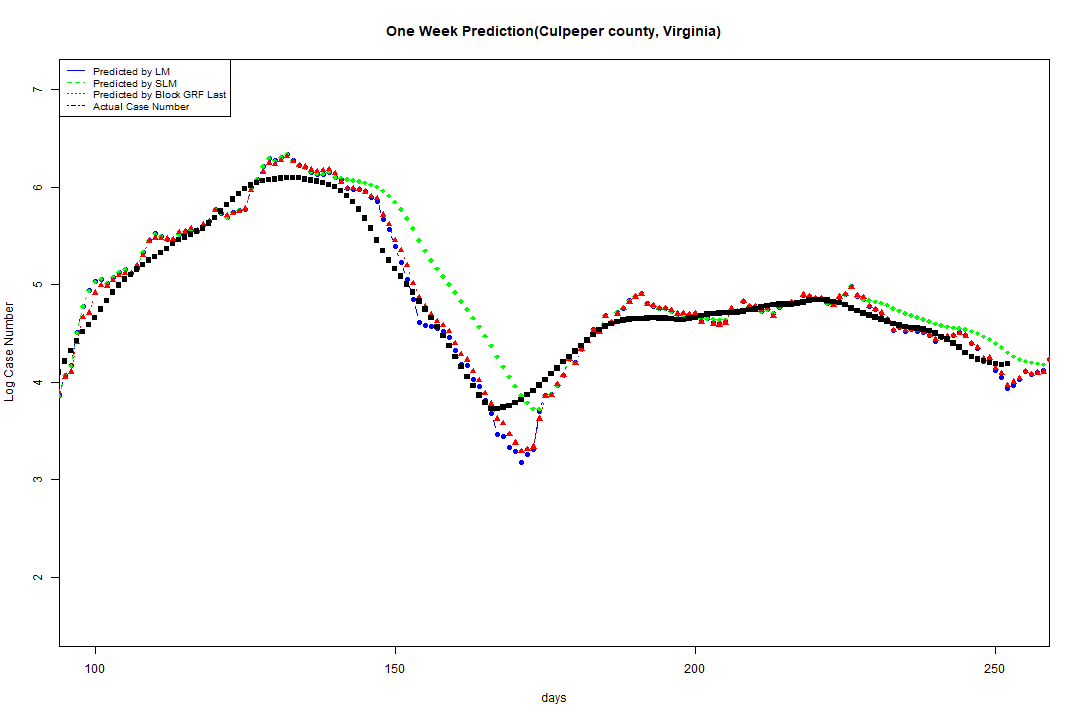 One Week Prediction(Culpeper county, Virginia)
Predicted by LM
Predicted by SLM
Predicted by Block GRF Last
Actual Case Number
7
6
5
4
3
2
Log Case Number
100 150 200 250
days